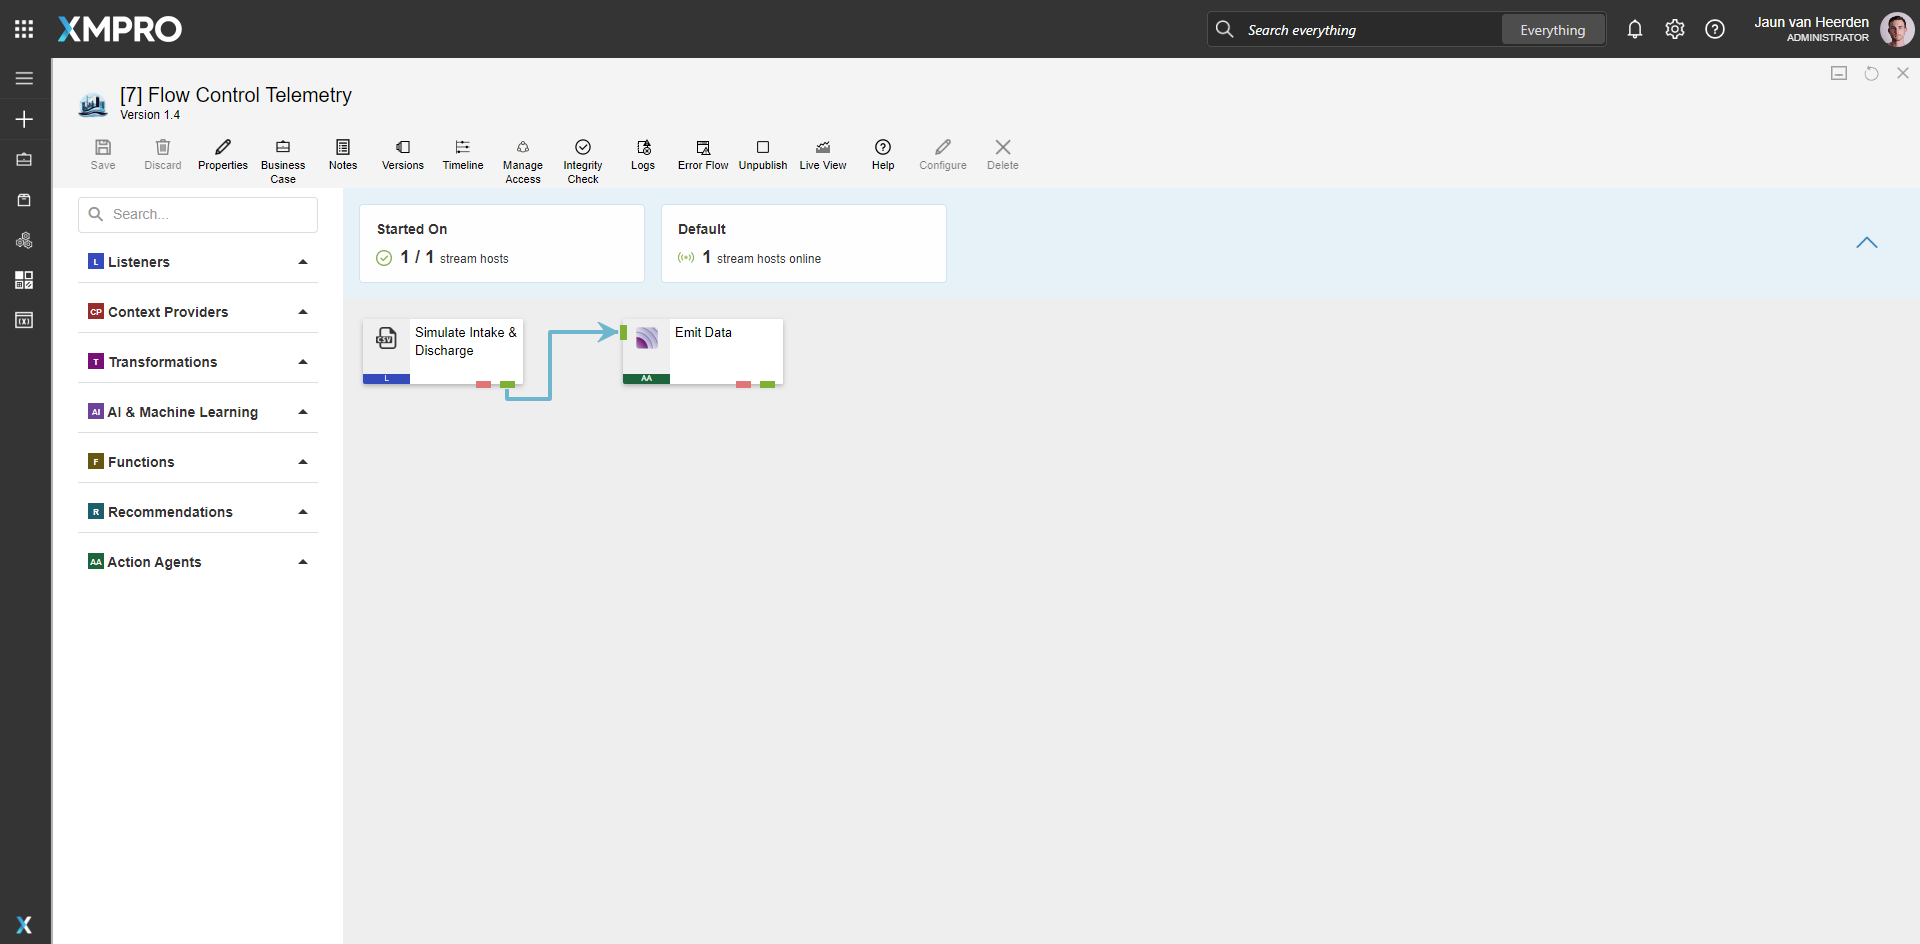 XMPRO
Search everything
Everything
Jaun van Heerden
ADMINISTRATOR
[7] Flow Control Telemetry
Version 1.4
Save
Discard
Properties
Business
Case
Notes
Versions
Timeline
Manage
Access
Integrity
Check
Logs
Error Flow
Unpublish
Live View
Help
Configure
Delete
Search...
L Listeners
CP Context Providers
T Transformations
AI AI & Machine Learning
F Functions
R Recommendations
AA Action Agents
Started On
1 / 1 stream hosts
Default
1 stream hosts online
CSV
Simulate Intake &
Discharge
L
Emit Data
AA
X